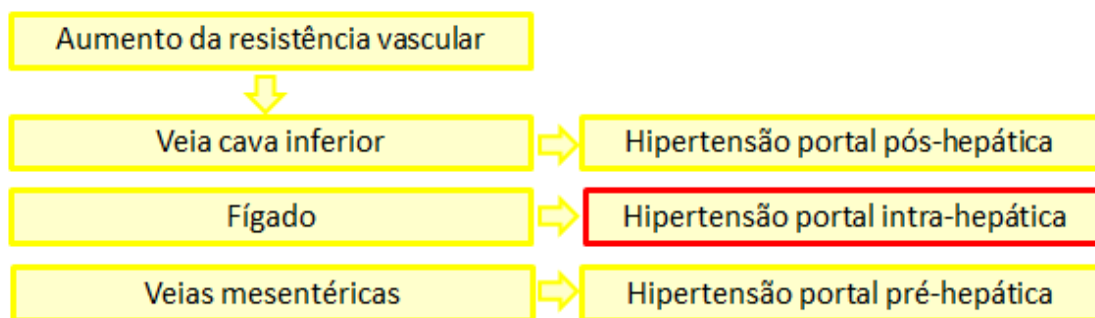 Aumento da resistência vascular
Veia cava inferior
Hipertensão portal pós-hepática
Fígado
Hipertensão portal intra-hepática
Veias mesentéricas
Hipertensão portal pré-hepática